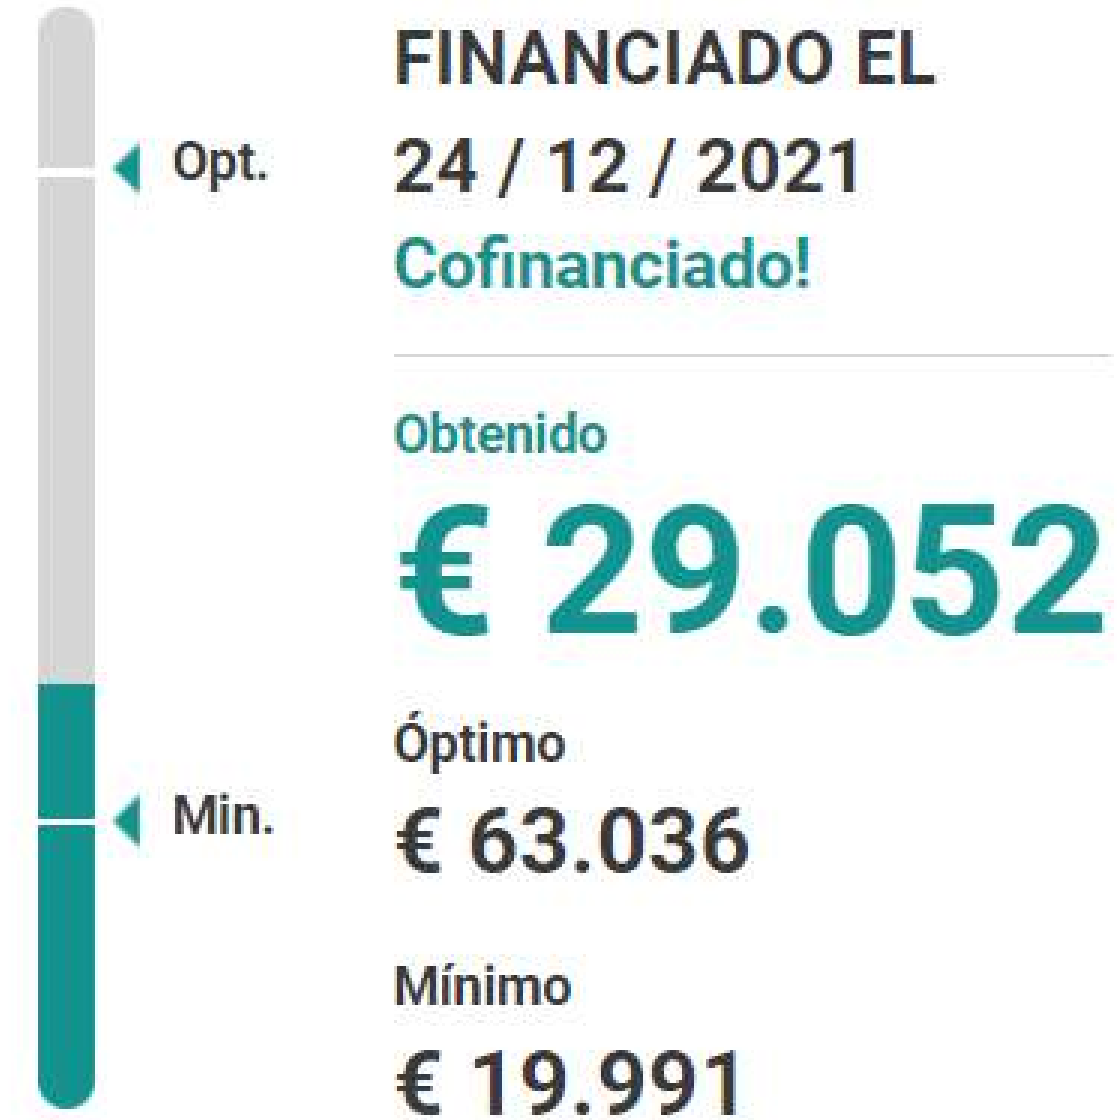 Opt.
Min.
FINANCIADO EL
24 / 12 / 2021
Cofinanciado!
Obtenido
€ 29.052
Óptimo
€ 63.036
Mínimo
€ 19.991